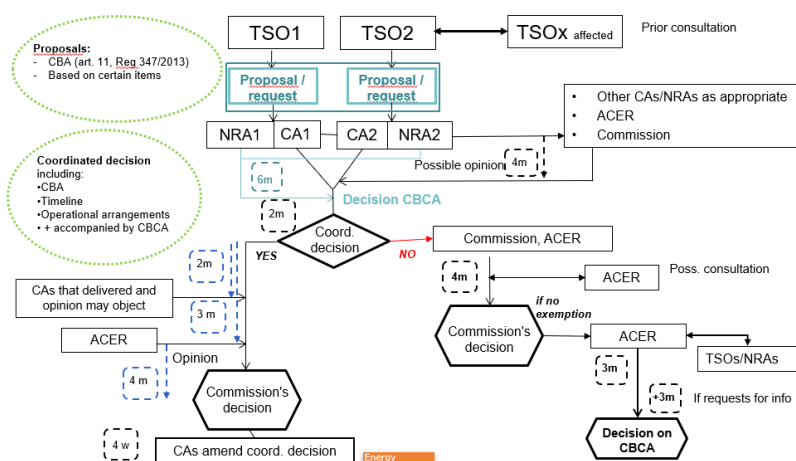 TSO1
TSO2
TSOx affected
Prior consultation
Proposals:
- CBA (art. 11, Reg 347/2013)
- Based on certain items
Proposal /
request
Proposal /
request
NRA1
CA1
CA2
NRA2
• Other CAs/NRAs as appropriate
• ACER
• Commission
Possible opinion
4m
Coordinated decision
including:
•CBA
•Timeline
•Operational arrangements
• + accompanied by CBCA
6m
Decision CBCA
2m
Coord.
decision
YES
NO
Commission, ACER
2m
4m
ACER
Poss. consultation
CAs that delivered and
opinion may object
3 m
Commission's
decision
if no
exemption
ACER
TSOs/NRAs
ACER
Opinion
4 m
3m
+3m
If requests for info
Commission's
decision
Decision on
CBCA
4 w
CAs amend coord. decision
Energy